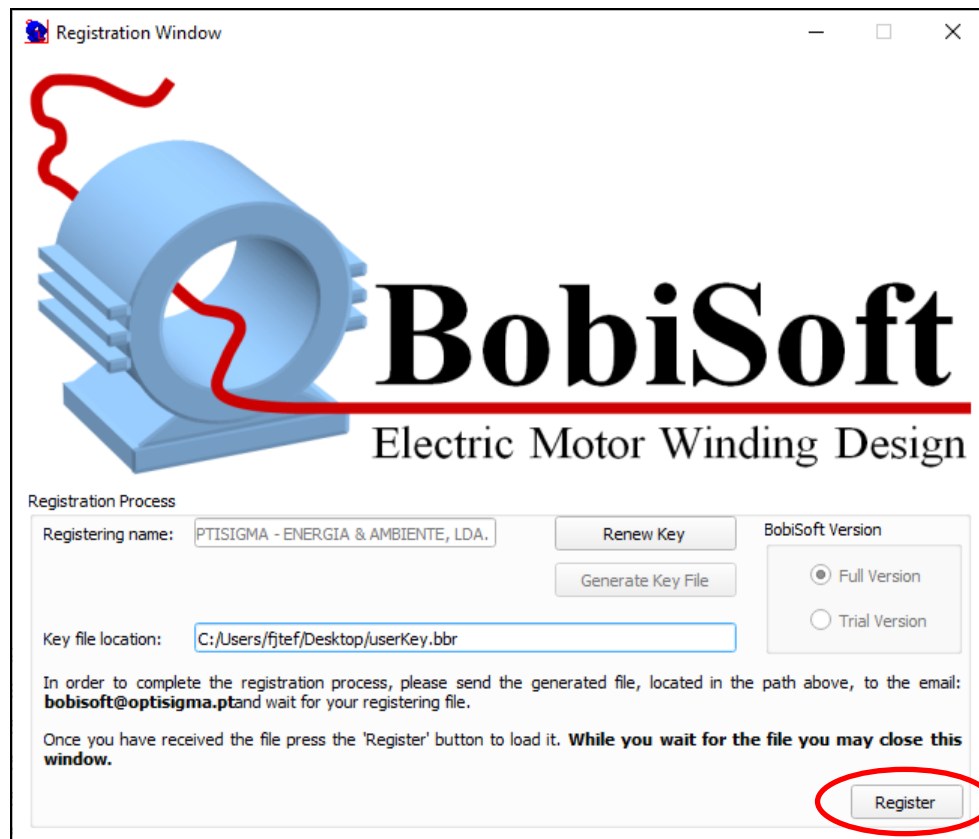 Registration Window
BobiSoft
Electric Motor Winding Design
Registration Process
Registering name:
PTISIGMA - ENERGIA & AMBIENTE, LDA.
Renew Key
BobiSoft Version
Generate Key File
Full Version
Trial Version
Key file location:
C:/Users/fjtef/Desktop/userKey.bbr
In order to complete the registration process, please send the generated file, located in the path above, to the email:
bobisoft@optisigma.ptand wait for your registering file.
Once you have received the file press the 'Register' button to load it. While you wait for the file you may close this
window.
Register